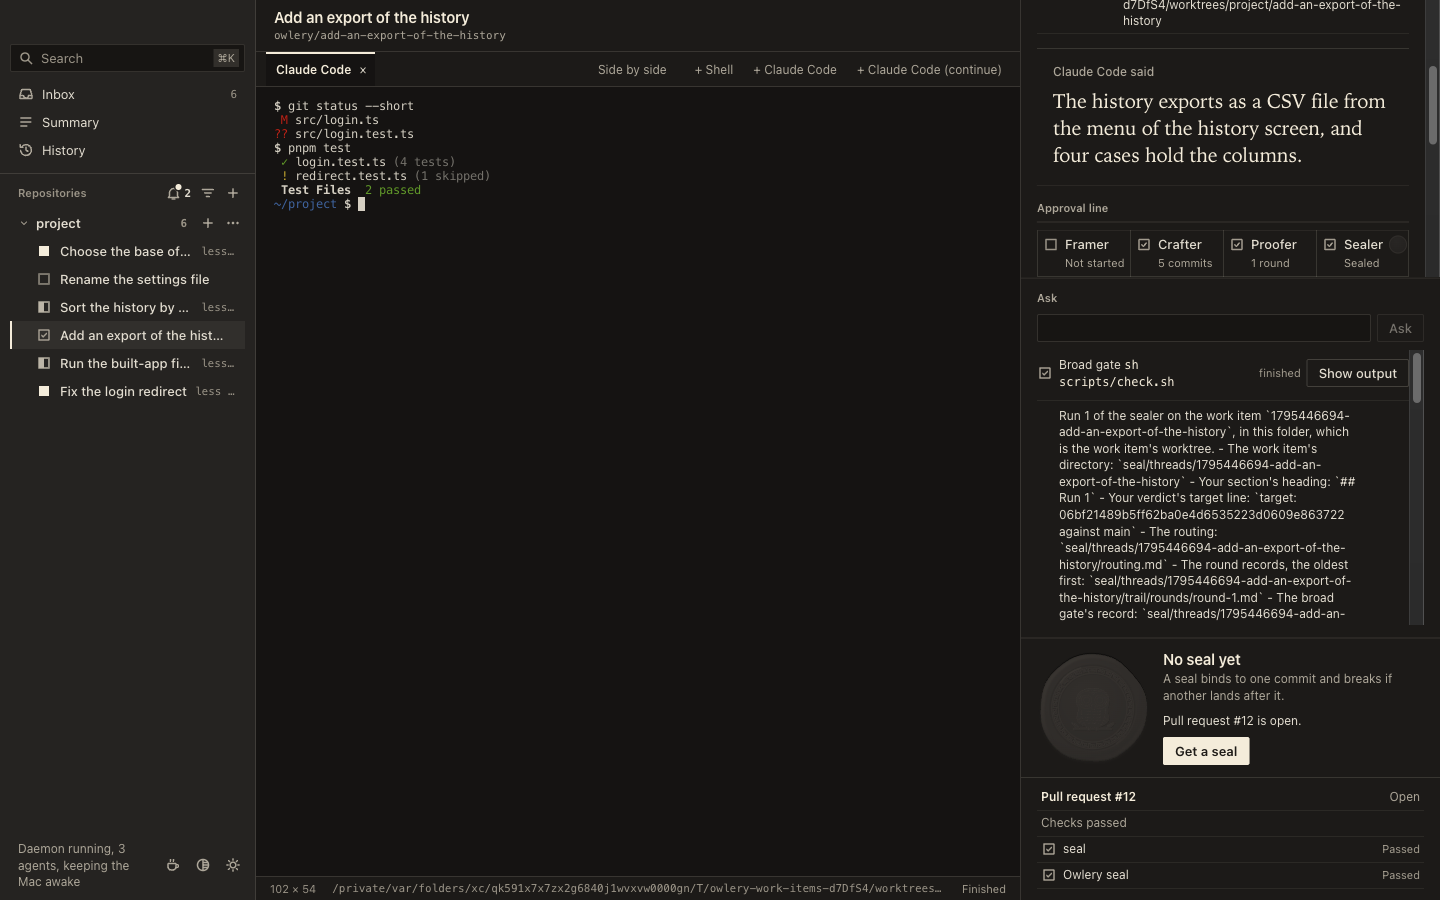 Search ⌘K
Inbox 6
Summary
History
Repositories 2
project 6
Choose the base of... less...
Rename the settings file
Sort the history by ... less...
Add an export of the hist...
Run the built-app fi... less...
Fix the login redirect less ...
Daemon running, 3
agents, keeping the
Mac awake
Add an export of the history
owlery/add-an-export-of-the-history
Claude Code ×
Side by side + Shell + Claude Code + Claude Code (continue)
$ git status --short
M src/login.ts
?? src/login.test.ts
$ pnpm test
✓ login.test.ts (4 tests)
! redirect.test.ts (1 skipped)
Test Files 2 passed
~/project $
102 × 54 /private/var/folders/xc/qk591x7x7zx2g6840j1wvxvw0000gn/T/owlery-work-items-d7DfS4/worktrees... Finished
d7DfS4/worktrees/project/add-an-export-of-the-
history
Claude Code said
The history exports as a CSV file from
the menu of the history screen, and
four cases hold the columns.
Approval line
Framer Crafter Proofer Sealer
Not started 5 commits 1 round Sealed
Ask
Ask
Broad gate sh
scripts/check.sh
finished Show output
Run 1 of the sealer on the work item `1795446694-
add-an-export-of-the-history`, in this folder, which
is the work item's worktree. - The work item's
directory: `seal/threads/1795446694-add-an-
export-of-the-history` - Your section's heading: `##
Run 1` - Your verdict's target line: `target:
06bf21489b5ff62ba0e4d6535223d0609e863722
against main` - The routing:
`seal/threads/1795446694-add-an-export-of-the-
history/routing.md` - The round records, the oldest
first: `seal/threads/1795446694-add-an-export-of-
the-history/trail/rounds/round-1.md` - The broad
gate's record: `seal/threads/1795446694-add-an-
No seal yet
A seal binds to one commit and breaks if
another lands after it.
Pull request #12 is open.
Get a seal
Pull request #12 Open
Checks passed
seal Passed
Owlery seal Passed